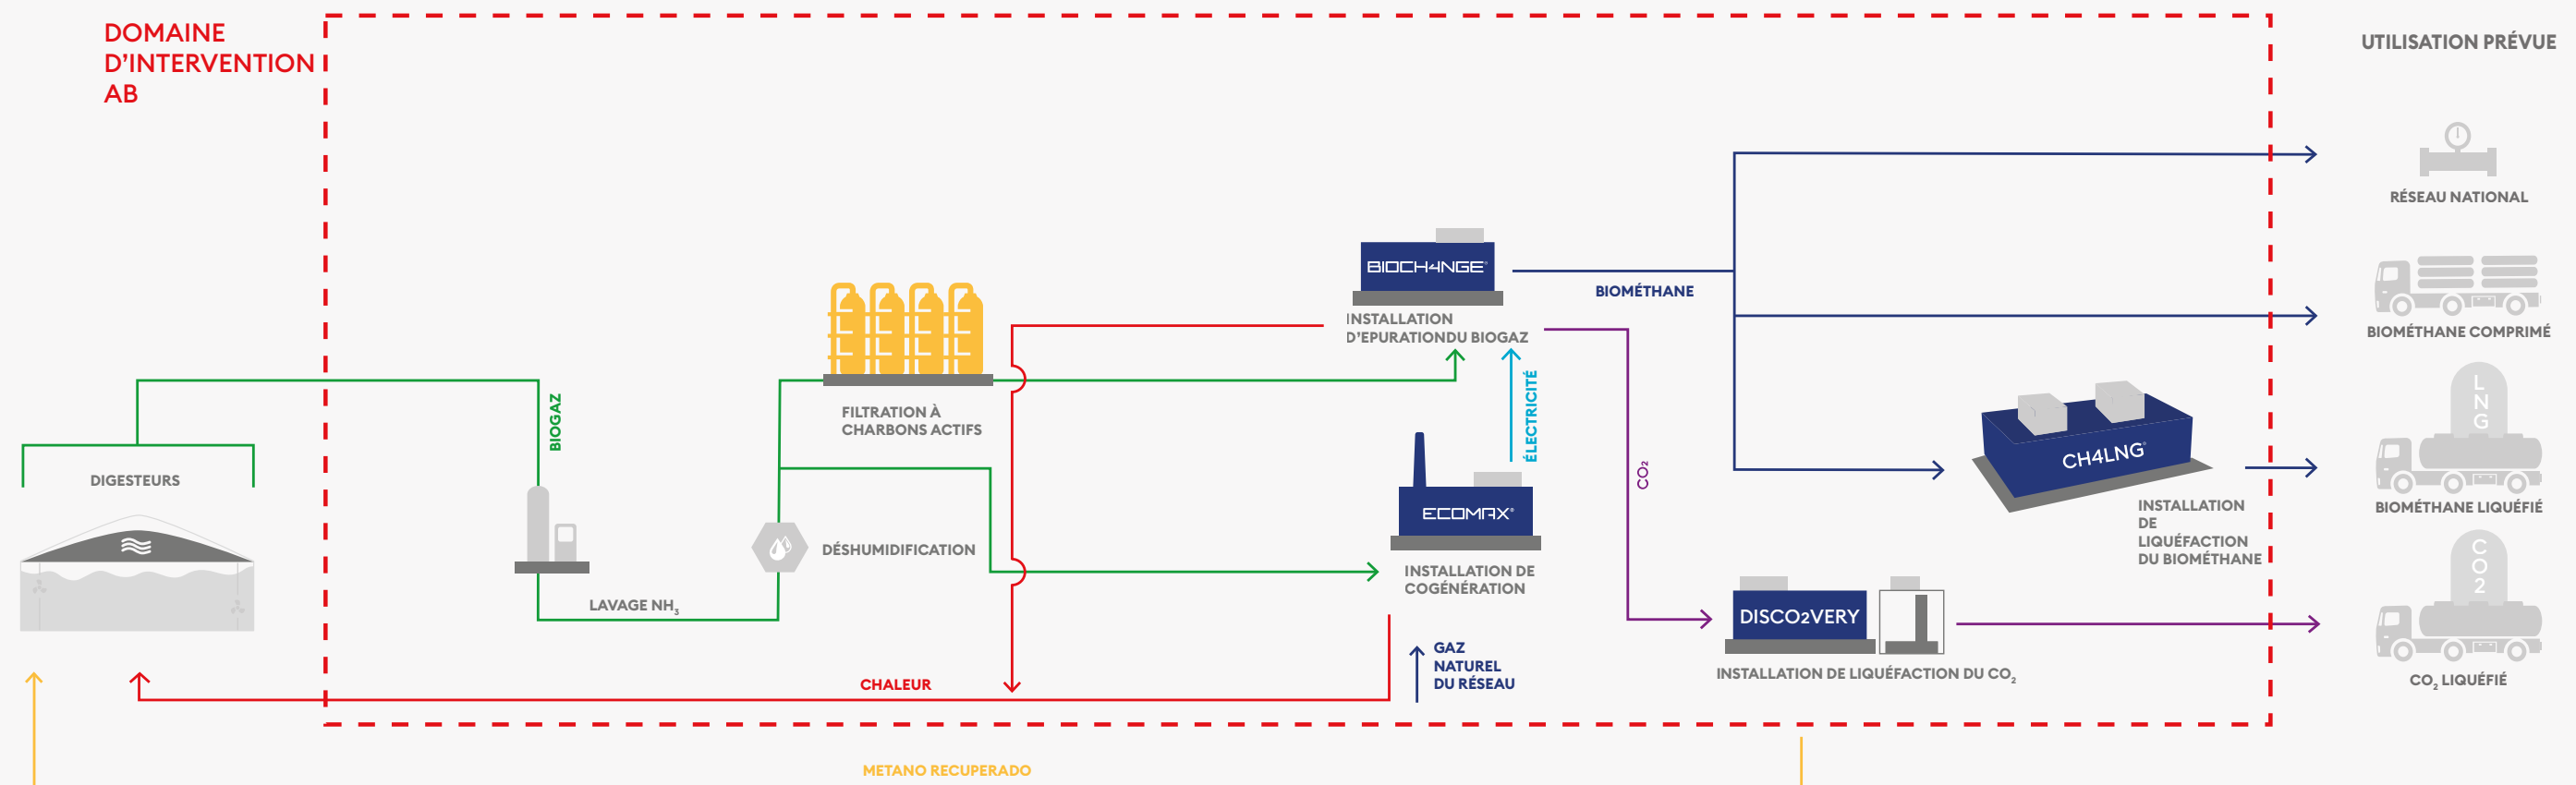 DOMAINE
D'INTERVENTION
AB
UTILISATION PRÉVUE
RÉSEAU NATIONAL
BIOCH4NGE®
BIOMÉTHANE
INSTALLATION
D'EPURATIONDU BIOGAZ
BIOMÉTHANE COMPRIMÉ
BIOGAZ
FILTRATION À
CHARBONS ACTIFS
ÉLECTRICITÉ
LNG
CH4LNG®
DIGESTEURS
CO₂
ECOMAX®
INSTALLATION
DE
LIQUÉFACTION
DU BIOMÉTHANE
BIOMÉTHANE LIQUÉFIÉ
DÉSHUMIDIFICATION
INSTALLATION DE
COGÉNÉRATION
CO2
LAVAGE NH₃
DISCO2VERY
GAZ
NATUREL
DU RÉSEAU
INSTALLATION DE LIQUÉFACTION DU CO₂
CO₂ LIQUÉFIÉ
CHALEUR
METANO RECUPERADO